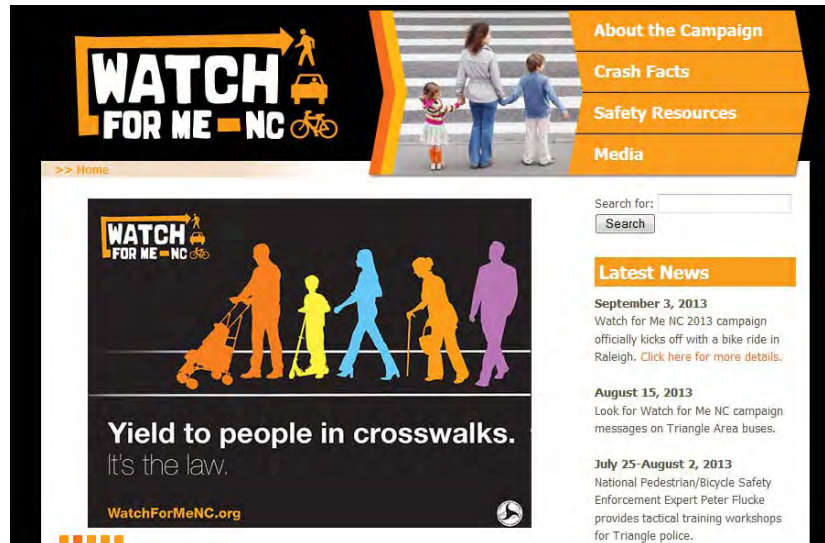 WATCH
FOR ME - NC
About the Campaign
Crash Facts
Safety Resources
Media
>> Home
WATCH
FOR ME - NC
Yield to people in crosswalks.
It's the law.
WatchForMeNC.org
Search for:
Search
Latest News
September 3, 2013
Watch for Me NC 2013 campaign
officially kicks off with a bike ride in
Raleigh. Click here for more details.
August 15, 2013
Look for Watch for Me NC campaign
messages on Triangle Area buses.
July 25-August 2, 2013
National Pedestrian/Bicycle Safety
Enforcement Expert Peter Flucke
provides tactical training workshops
for Triangle police.